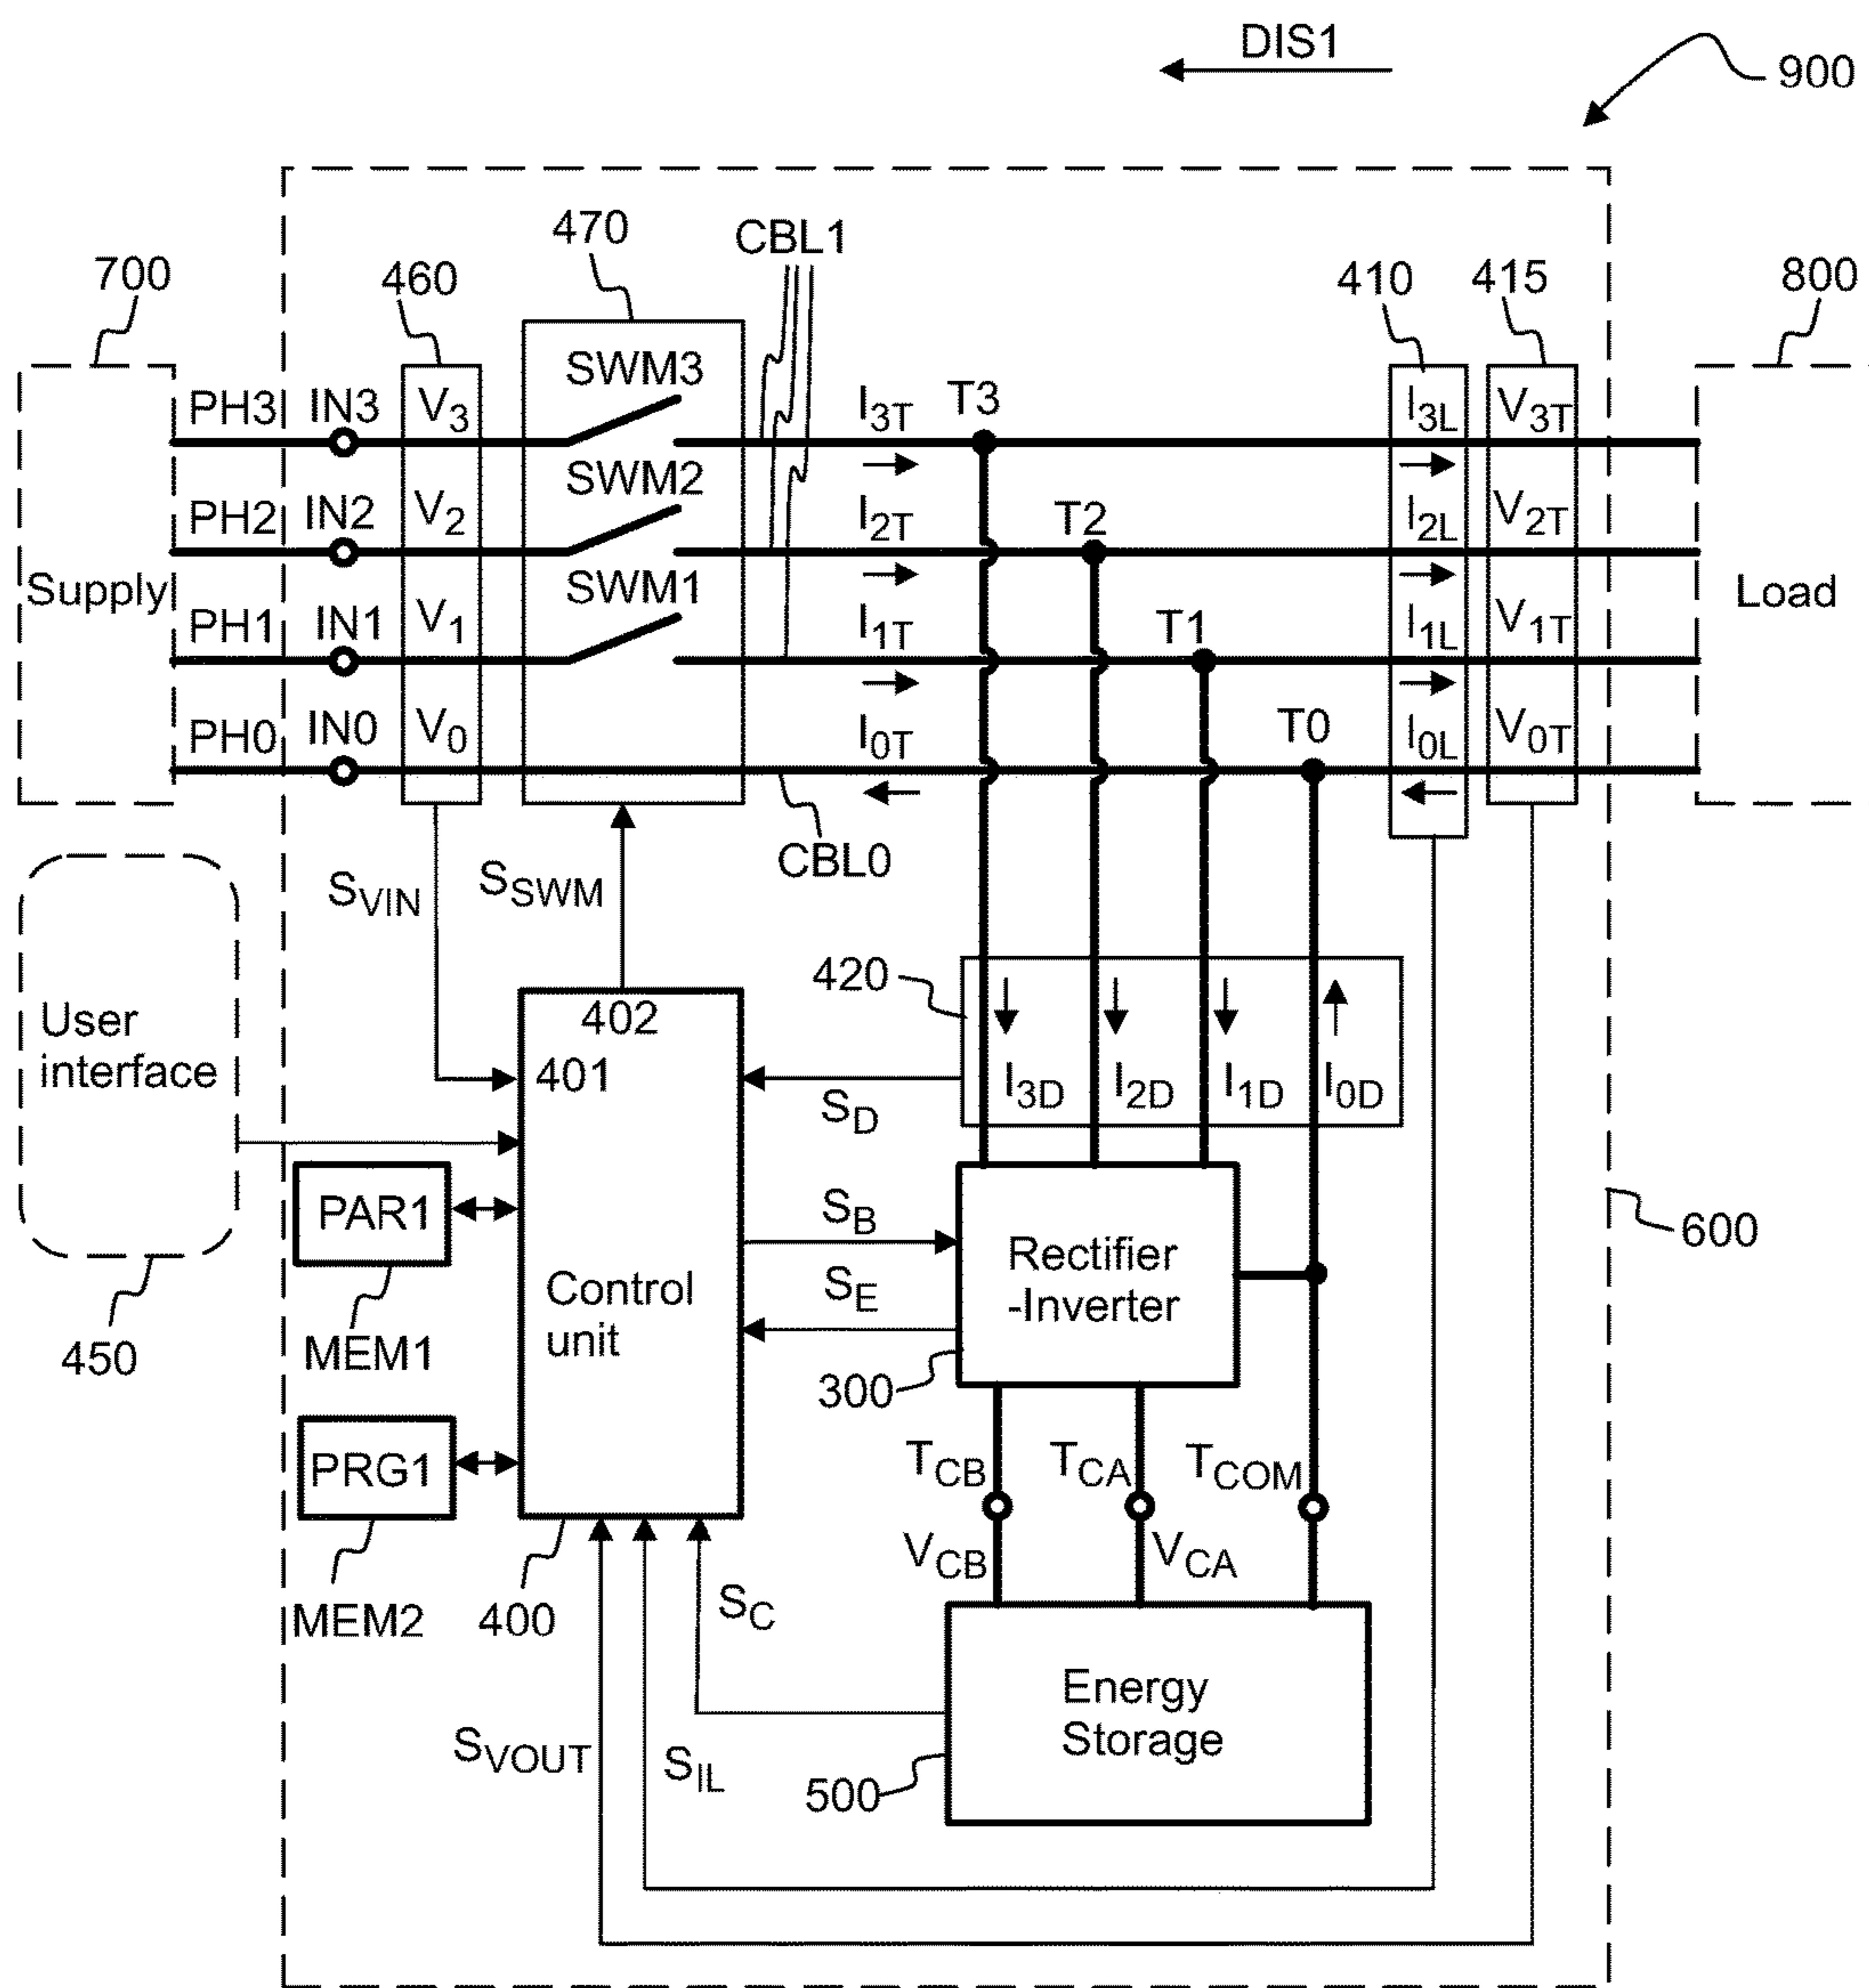 DIS1
900
470
CBL1
700
460
410
415
800
SWM3
PH3
IN3
V3
I3T
T3
I3L
V3T
SWM2
PH2
IN2
V2
I2T
T2
I2L
V2T
Supply
SWM1
Load
PH1
IN1
V1
I1T
T1
I1L
V1T
PH0
IN0
V0
I0T
T0
I0L
V0T
CBL0
SVIN
SSWM
420
402
401
User
interface
I3D
I2D
I1D
I0D
SD
PAR1
SB
600
Rectifier
-Inverter
Control
unit
SE
MEM1
450
300
PRG1
TCB
TCA
TCOM
VCB
VCA
MEM2
400
SC
Energy
Storage
SVOUT
SIL
500